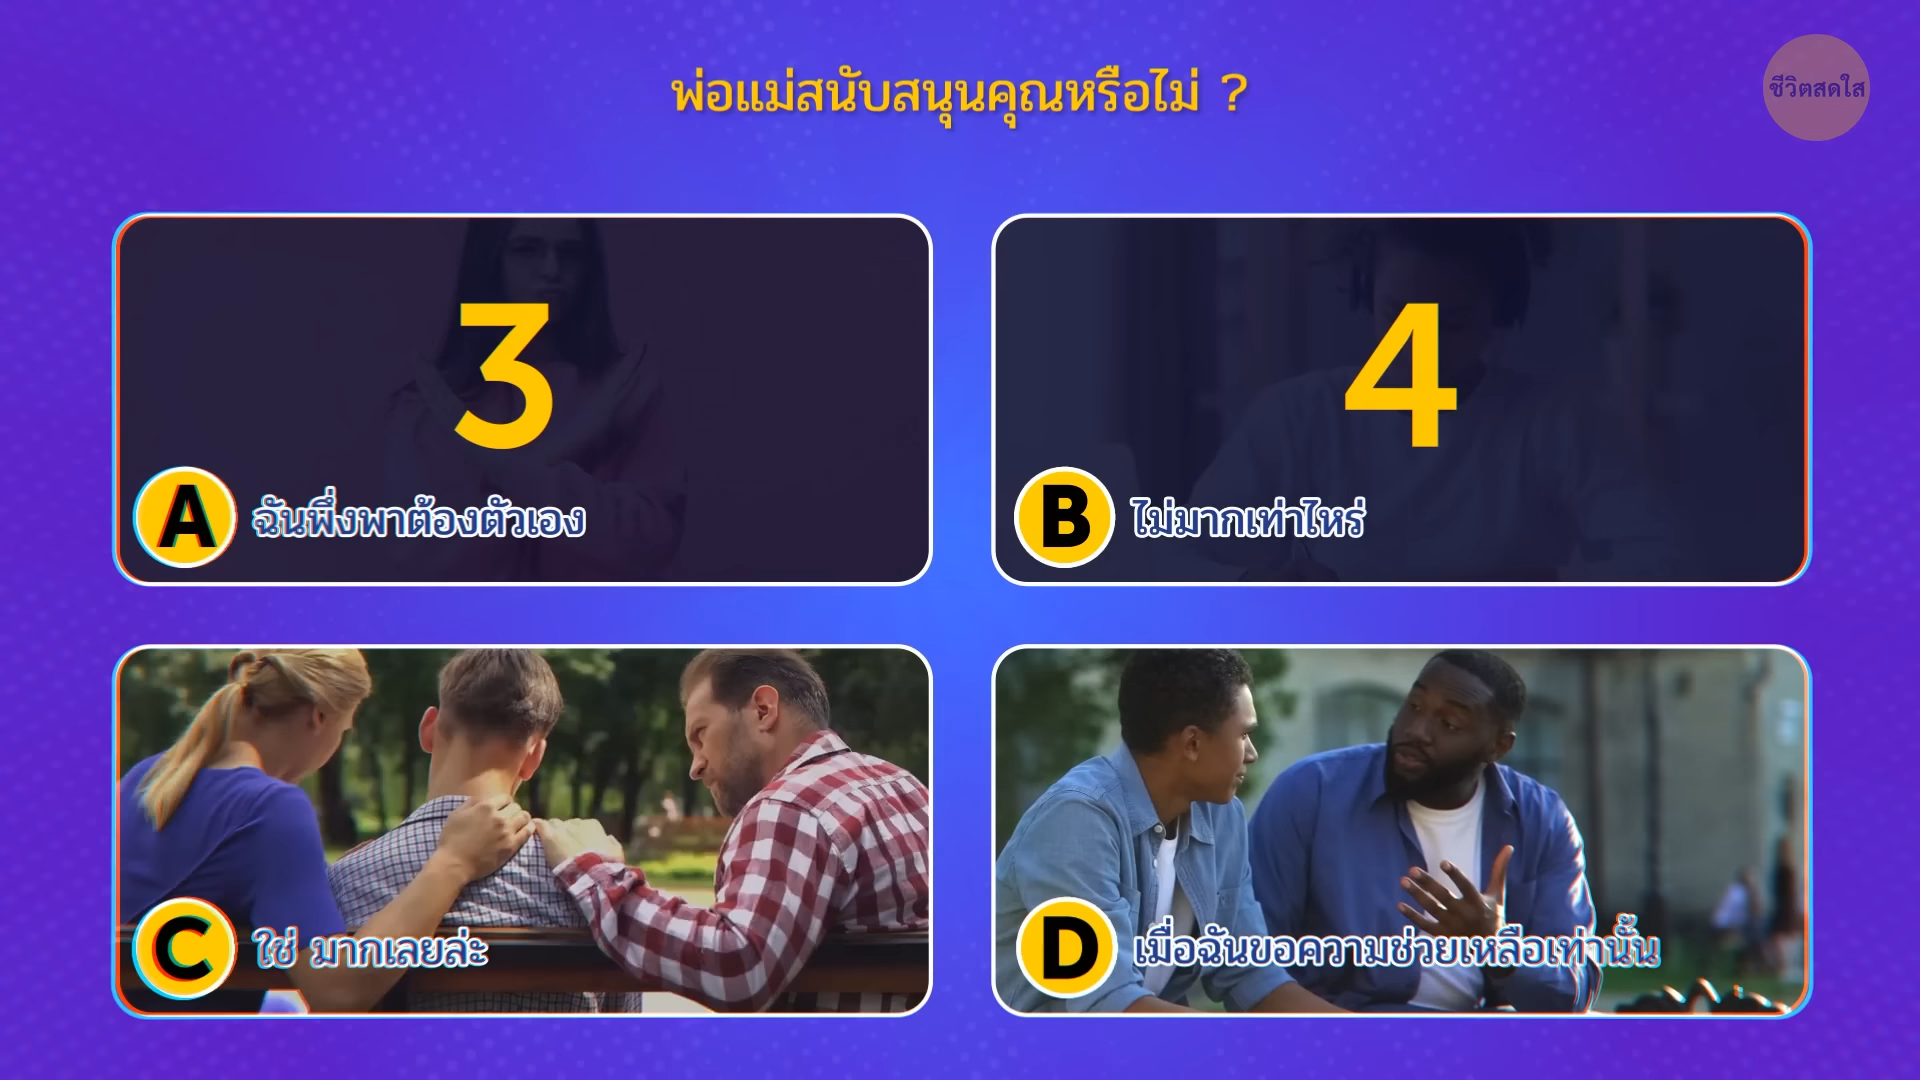 พ่อแม่สนับสนุนคุณหรือไม่ ?
ชีวิตสดใส
3
A ฉันพึ่งพาต้องตัวเอง
4
B ไม่มากเท่าไหร่
C ใช่ มากเลยล่ะ
D เมื่อฉันขอความช่วยเหลือเท่านั้น